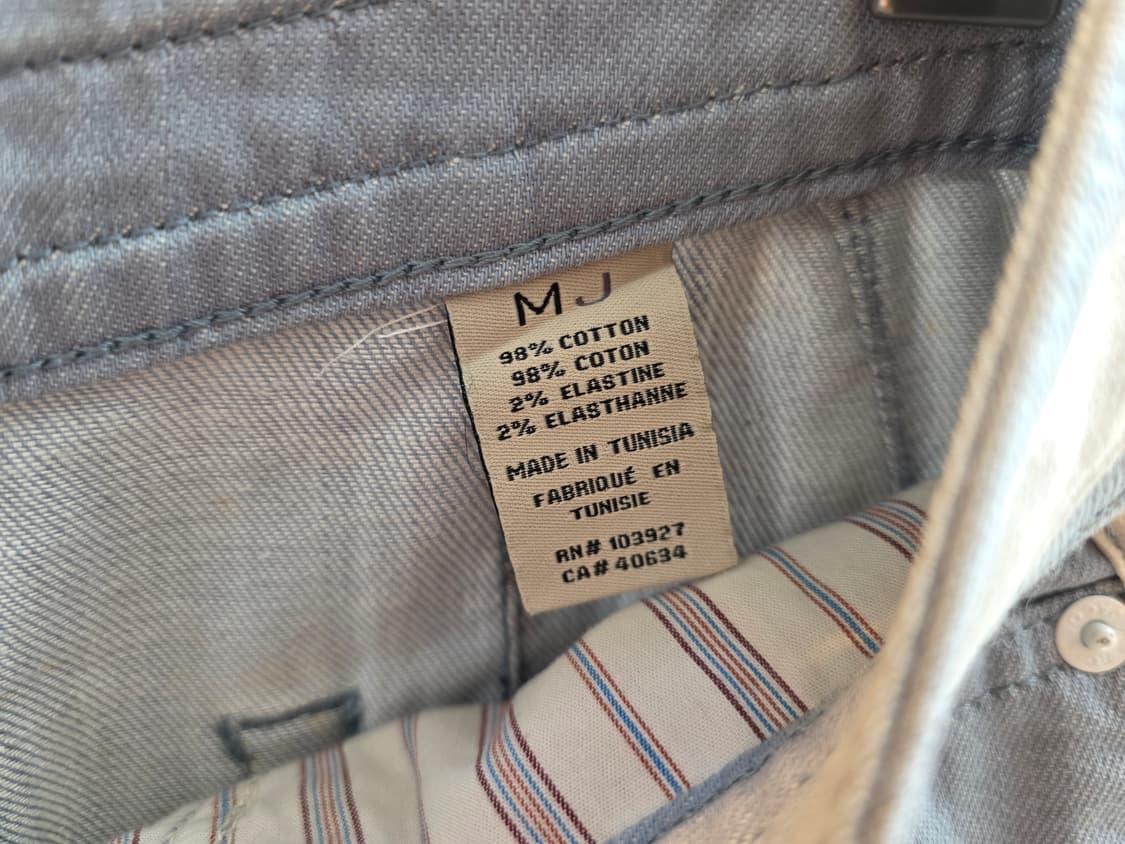 MJ
98% COTTON
98% COTON
2% ELASTINE
2% ELASTHANNE
MADE IN TUNISIA
FABRIQUÉ EN
TUNISIE
RN# 103927
CA# 40634